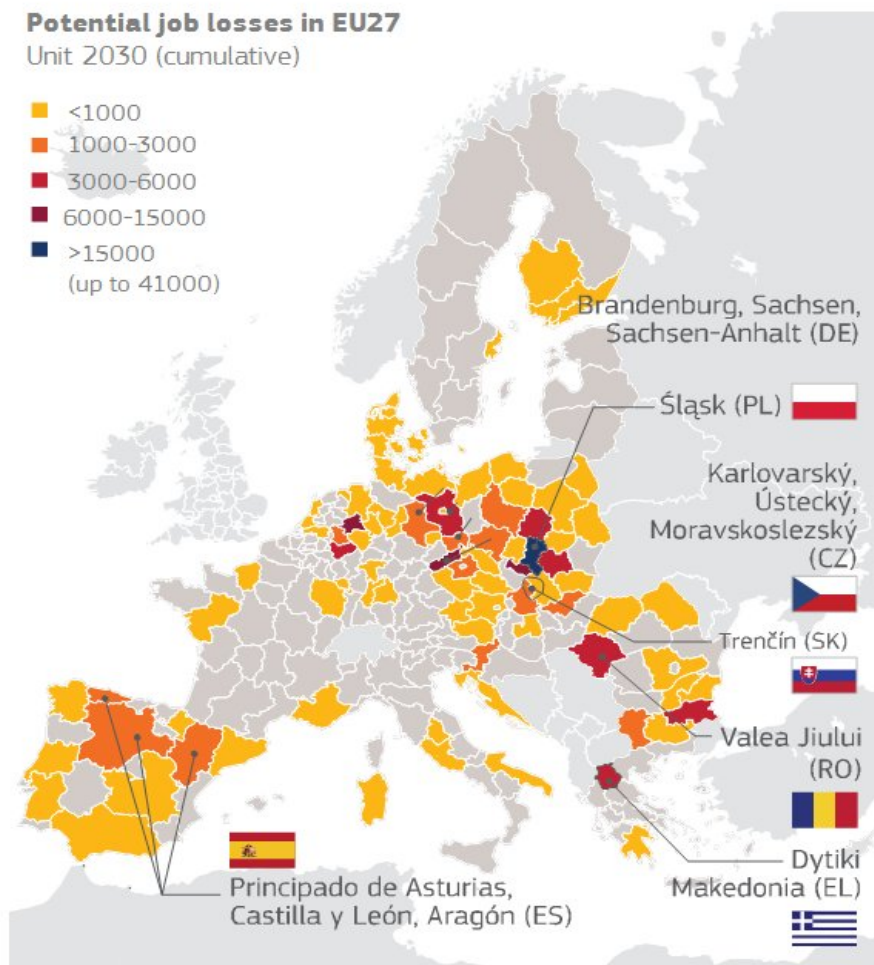 Potential job losses in EU27
Unit 2030 (cumulative)
<1000
1000-3000
3000-6000
6000-15000
>15000
(up to 41000)
Brandenburg, Sachsen,
Sachsen-Anhalt (DE)
Śląsk (PL)
Karlovarský,
Ústecký,
Moravskoslezský
(CZ)
Trenčín (SK)
Valea Jiului
(RO)
Dytiki
Makedonia (EL)
Principado de Asturias,
Castilla y León, Aragón (ES)